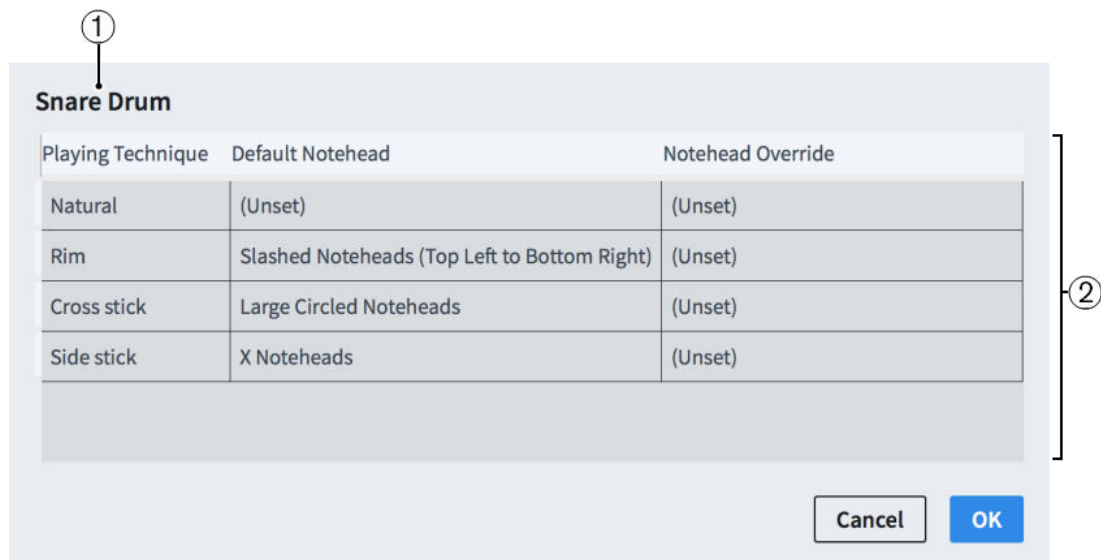 ①
Snare Drum
Playing Technique Default Notehead Notehead Override
Natural (Unset) (Unset)
Rim Slashed Noteheads (Top Left to Bottom Right) (Unset)
Cross stick Large Circled Noteheads (Unset)
②
Side stick X Noteheads (Unset)
Cancel OK